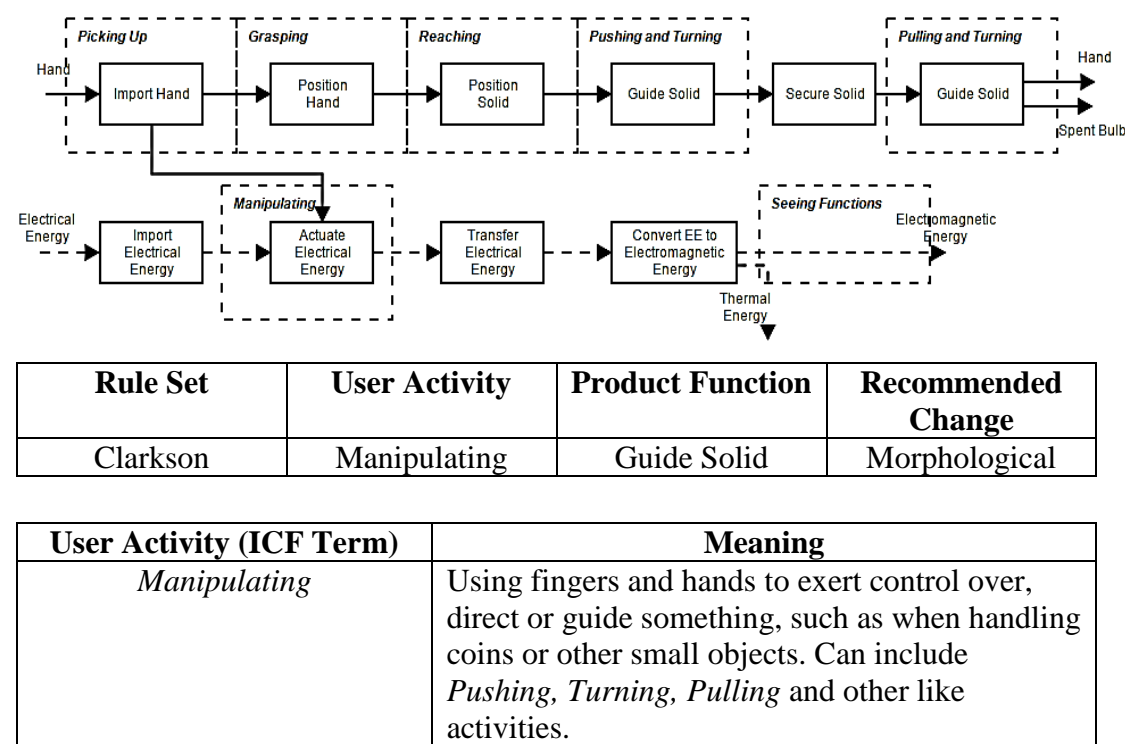 Picking Up
Grasping
Reaching
Pushing and Turning
Pulling and Turning
Hand
Import Hand
Position
Hand
Position
Solid
Guide Solid
Secure Solid
Guide Solid
Hand
Spent Bulb
Manipulating
Seeing Functions
Electrical
Energy
Import
Electrical
Energy
Actuate
Electrical
Energy
Transfer
Electrical
Energy
Convert EE to
Electromagnetic
Energy
Electromagnetic
Energy
Thermal
Energy
Rule Set User Activity Product Function Recommended
Change
Clarkson Manipulating Guide Solid Morphological
User Activity (ICF Term) Meaning
Manipulating Using fingers and hands to exert control over,
direct or guide something, such as when handling
coins or other small objects. Can include
Pushing, Turning, Pulling and other like
activities.